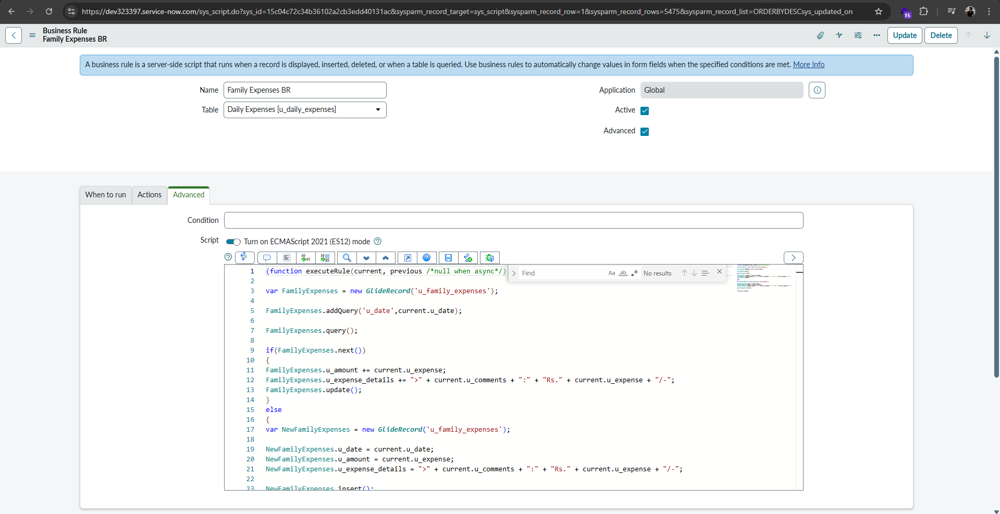 https://dev323397.service-now.com/sys_script.do?sys_id=15c04c72c34b36102a2cb3edd40131ac&sysparm_record_target=sys_script&sysparm_record_row=1&sysparm_record_rows=5475&sysparm_record_list=ORDERBYDESCsys_updated_on
15
Business Rule
Family Expenses BR
Update
Delete
A business rule is a server-side script that runs when a record is displayed, inserted, deleted, or when a table is queried. Use business rules to automatically change values in form fields when the specified conditions are met. More Info
Name
Family Expenses BR
Application
Global
Table
Daily Expenses [u_daily_expenses]
Active
Advanced
When to run
Actions
Advanced
Condition
Script
Turn on ECMAScript 2021 (ES12) mode
Find
Aa
ab
No results
1 (function executeRule(current, previous /*null when async*/)
2
3 var FamilyExpenses = new GlideRecord('u_family_expenses');
4
5 FamilyExpenses.addQuery('u_date',current.u_date);
6
7 FamilyExpenses.query();
8
9 if(FamilyExpenses.next())
10 {
11 FamilyExpenses.u_amount += current.u_expense;
12 FamilyExpenses.u_expense_details += ">" + current.u_comments + ":" + "Rs." + current.u_expense + "/-";
13 FamilyExpenses.update();
14 }
15 else
16 {
17 var NewFamilyExpenses = new GlideRecord('u_family_expenses');
18
19 NewFamilyExpenses.u_date = current.u_date;
20 NewFamilyExpenses.u_amount = current.u_expense;
21 NewFamilyExpenses.u_expense_details = ">" + current.u_comments + ":" + "Rs." + current.u_expense + "/-";
22
23 NewFamilyExpenses.insert();